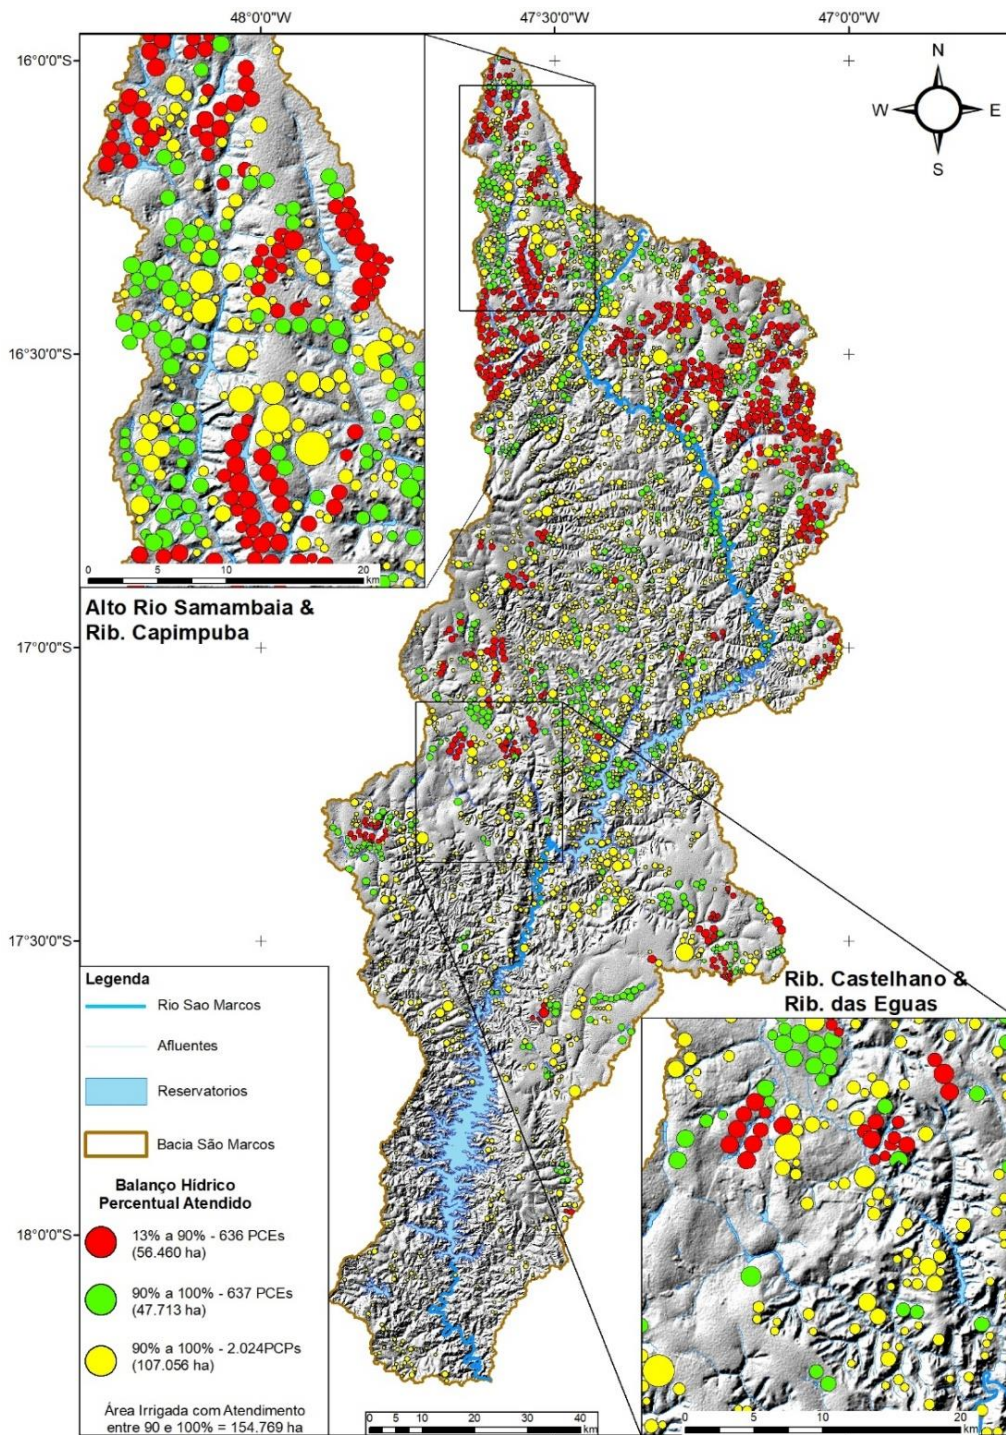 48°0'0"W
47°30'0"W
47°0'0"W
16°0'0"S
N
W
E
S
16°30'0"S
0
5
10
20
km
Alto Rio Samambaia &
Rib. Capimpuba
17°0'0"S
17°30'0"S
Rib. Castelhano &
Rib. das Eguas
Legenda
Rio Sao Marcos
Afluentes
Reservatorios
Bacia São Marcos
Balanço Hídrico
Percentual Atendido
13% a 90% - 636 PCEs
(56.460 ha)
90% a 100% - 637 PCEs
(47.713 ha)
90% a 100% - 2.024PCPs
(107.056 ha)
Área Irrigada com Atendimento
entre 90 e 100% = 154.769 ha
18°0'0"S
0 5 10 20 30 40
km
0 5 10 20
km